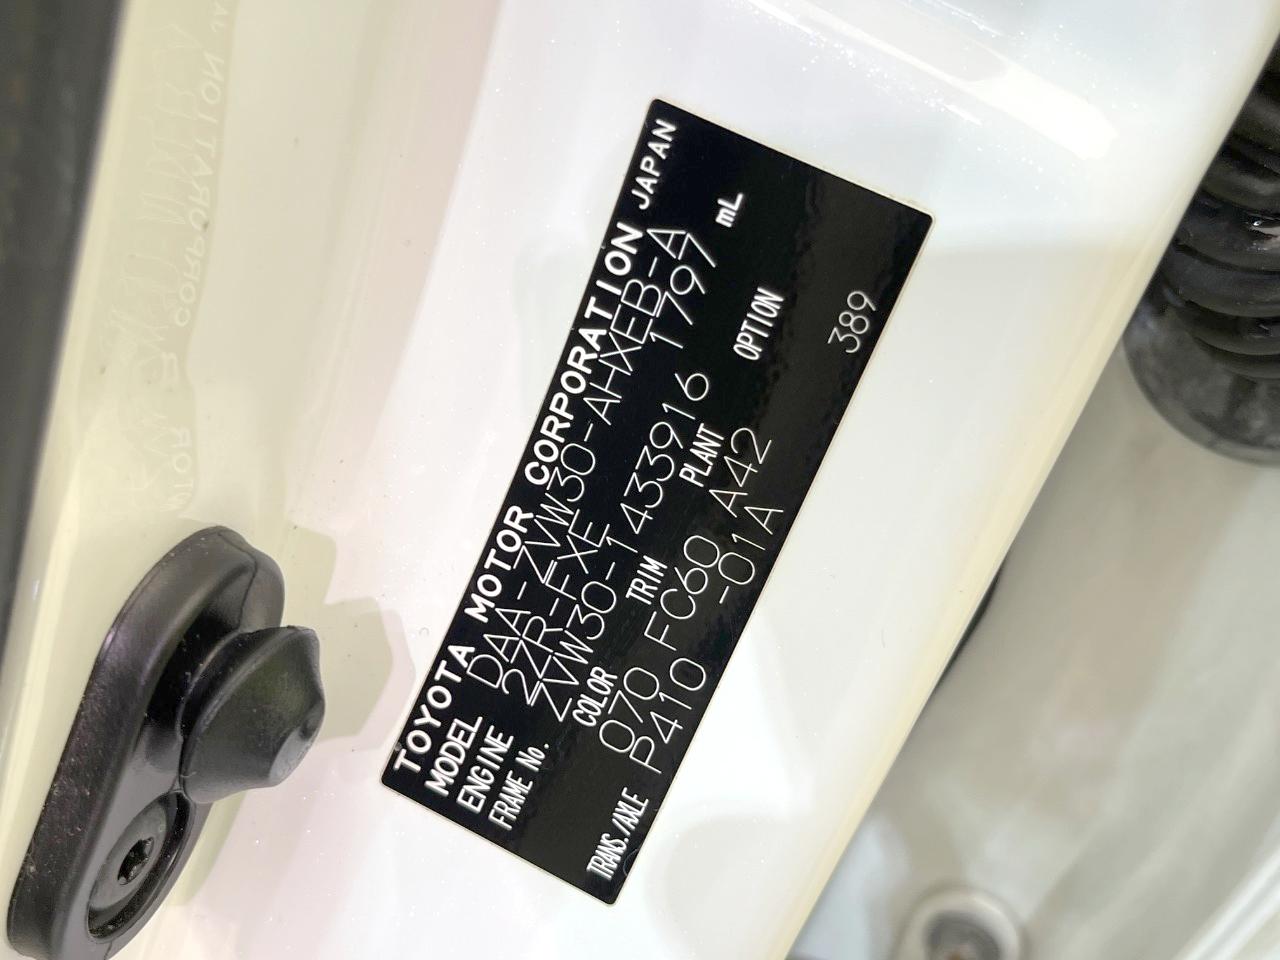 TOYOTA MOTOR CORPORATION JAPAN
MODEL DAA-ZVW30-AHXEB-A
ENGINE 2ZR-FXE 1797 mL
FRAME No. ZVW30-1433916
COLOR TRIM PLANT OPTION
070 FC60 A42
TRANS./AXLE P410 -01A 389